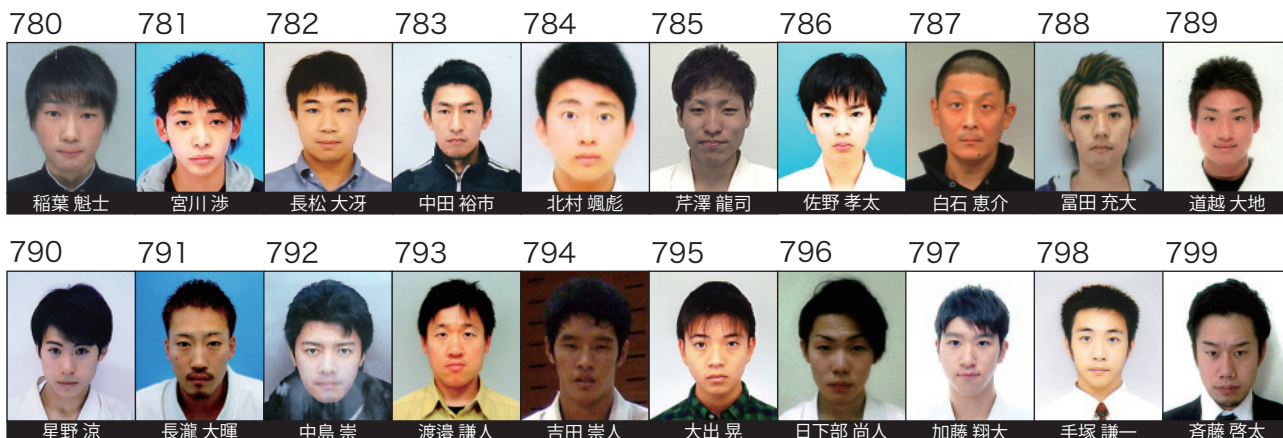 780 781 782 783 784 785 786 787 788 789
稲葉 魁士 宮川 渉 長松 大冴 中田 裕市 北村 颯彪 芹澤 龍司 佐野 孝太 白石 恵介 冨田 充大 道越 大地
790 791 792 793 794 795 796 797 798 799
星野 涼 長瀧 大暉 中島 崇 渡邉 謙人 吉田 崇人 大出 晃 日下部 尚人 加藤 翔大 手塚 謙一 斉藤 啓太